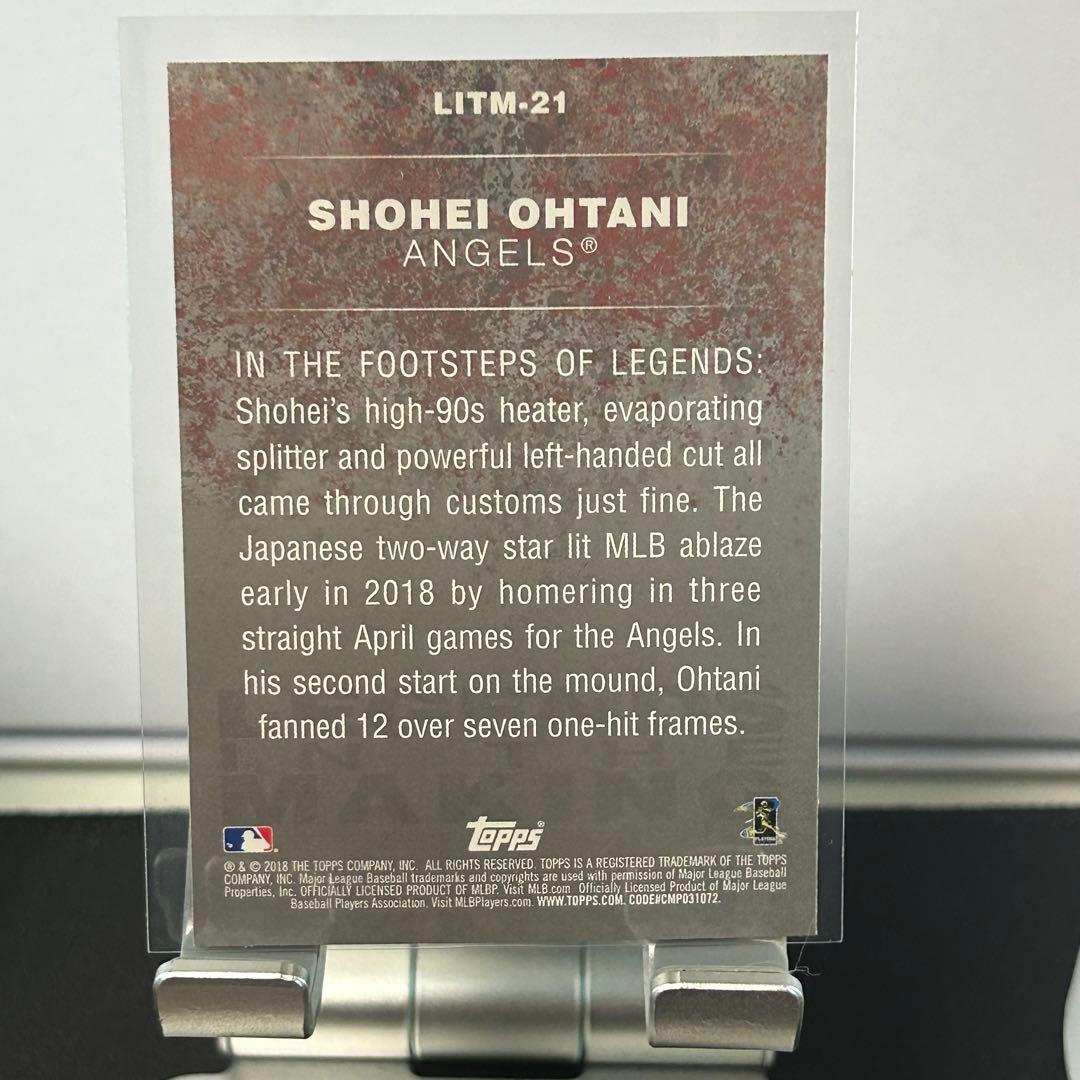 LITM-21
SHOHEI OHTANI
ANGELS®
IN THE FOOTSTEPS OF LEGENDS:
Shohei's high-90s heater, evaporating
splitter and powerful left-handed cut all
came through customs just fine. The
Japanese two-way star lit MLB ablaze
early in 2018 by homering in three
straight April games for the Angels. In
his second start on the mound, Ohtani
fanned 12 over seven one-hit frames.
MAKING
topps®
® & © 2018 THE TOPPS COMPANY, INC. ALL RIGHTS RESERVED. TOPPS IS A REGISTERED TRADEMARK OF THE TOPPS
COMPANY, INC. Major League Baseball trademarks and copyrights are used with permission of Major League Baseball
Properties, Inc. OFFICIALLY LICENSED PRODUCT OF MLBP. Visit MLB.com Officially Licensed Product of Major League
Baseball Players Association. Visit MLBPlayers.com. WWW.TOPPS.COM. CODE#CMP031072.